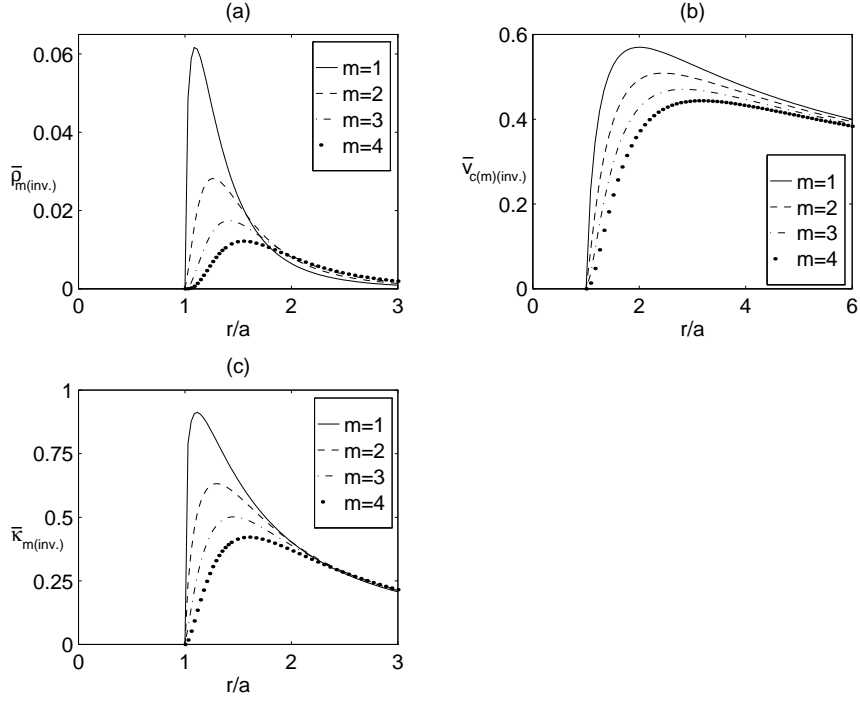 (a)
0.06
0.04
0.02
0
ρ̄m(inv.)
m=1
m=2
m=3
m=4
0
1
2
3
r/a
(b)
0.6
0.4
0.2
0
v̄c(m)(inv.)
m=1
m=2
m=3
m=4
0
2
4
6
r/a
(c)
1
0.75
0.5
0.25
0
κ̄m(inv.)
m=1
m=2
m=3
m=4
0
1
2
3
r/a